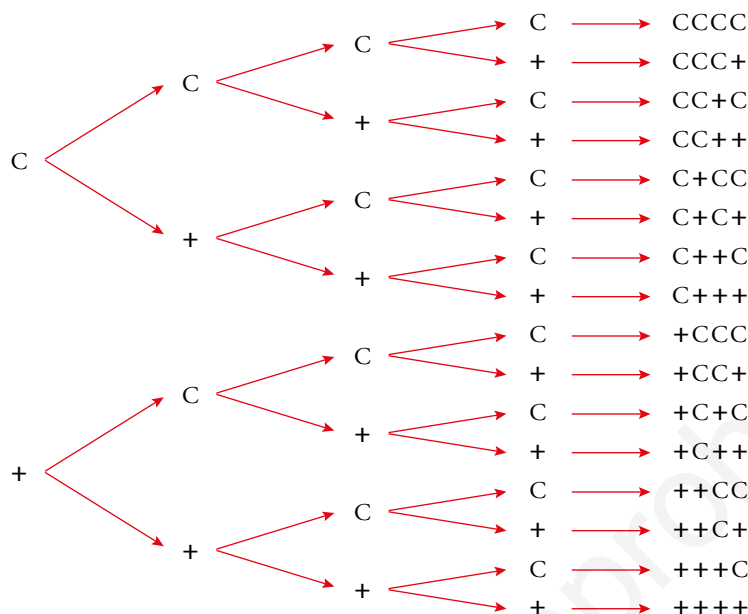 C CCCC
C
+ CCC+
C
C CC+C
+
+ CC++
C
C C+CC
C
+ C+C+
+
C C++C
+
+ C+++
C +CCC
C
+ +CC+
C
C +C+C
+
+ +C++
+
C ++CC
C
+ ++C+
+
C +++C
+
+ ++++